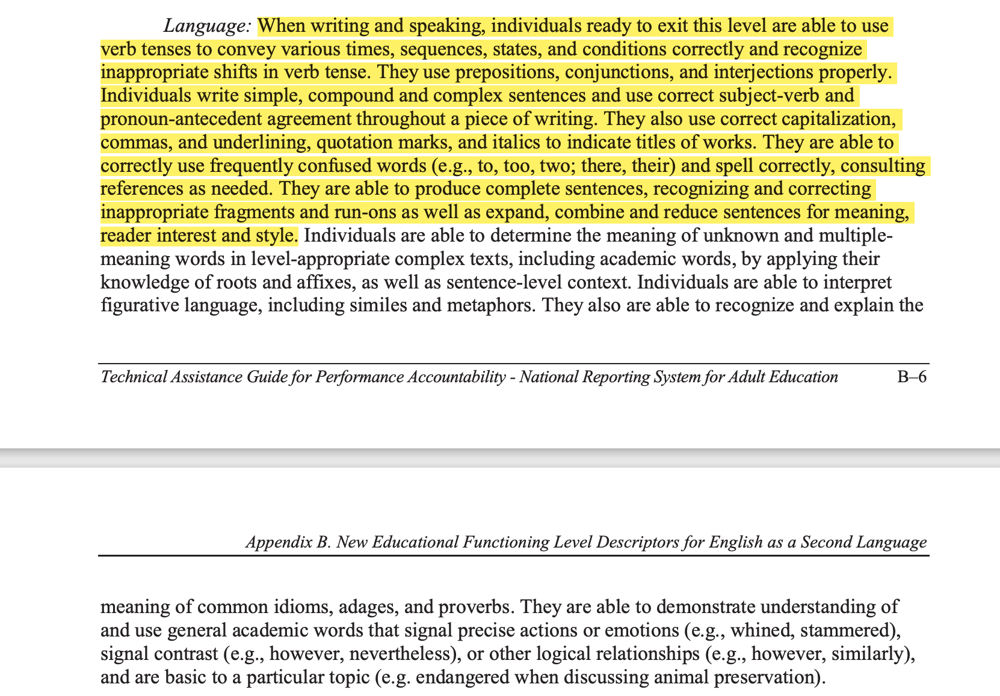 Language: When writing and speaking, individuals ready to exit this level are able to use
verb tenses to convey various times, sequences, states, and conditions correctly and recognize
inappropriate shifts in verb tense. They use prepositions, conjunctions, and interjections properly.
Individuals write simple, compound and complex sentences and use correct subject-verb and
pronoun-antecedent agreement throughout a piece of writing. They also use correct capitalization,
commas, and underlining, quotation marks, and italics to indicate titles of works. They are able to
correctly use frequently confused words (e.g., to, too, two; there, their) and spell correctly, consulting
references as needed. They are able to produce complete sentences, recognizing and correcting
inappropriate fragments and run-ons as well as expand, combine and reduce sentences for meaning,
reader interest and style. Individuals are able to determine the meaning of unknown and multiple-
meaning words in level-appropriate complex texts, including academic words, by applying their
knowledge of roots and affixes, as well as sentence-level context. Individuals are able to interpret
figurative language, including similes and metaphors. They also are able to recognize and explain the
Technical Assistance Guide for Performance Accountability - National Reporting System for Adult Education B–6
Appendix B. New Educational Functioning Level Descriptors for English as a Second Language
meaning of common idioms, adages, and proverbs. They are able to demonstrate understanding of
and use general academic words that signal precise actions or emotions (e.g., whined, stammered),
signal contrast (e.g., however, nevertheless), or other logical relationships (e.g., however, similarly),
and are basic to a particular topic (e.g. endangered when discussing animal preservation).